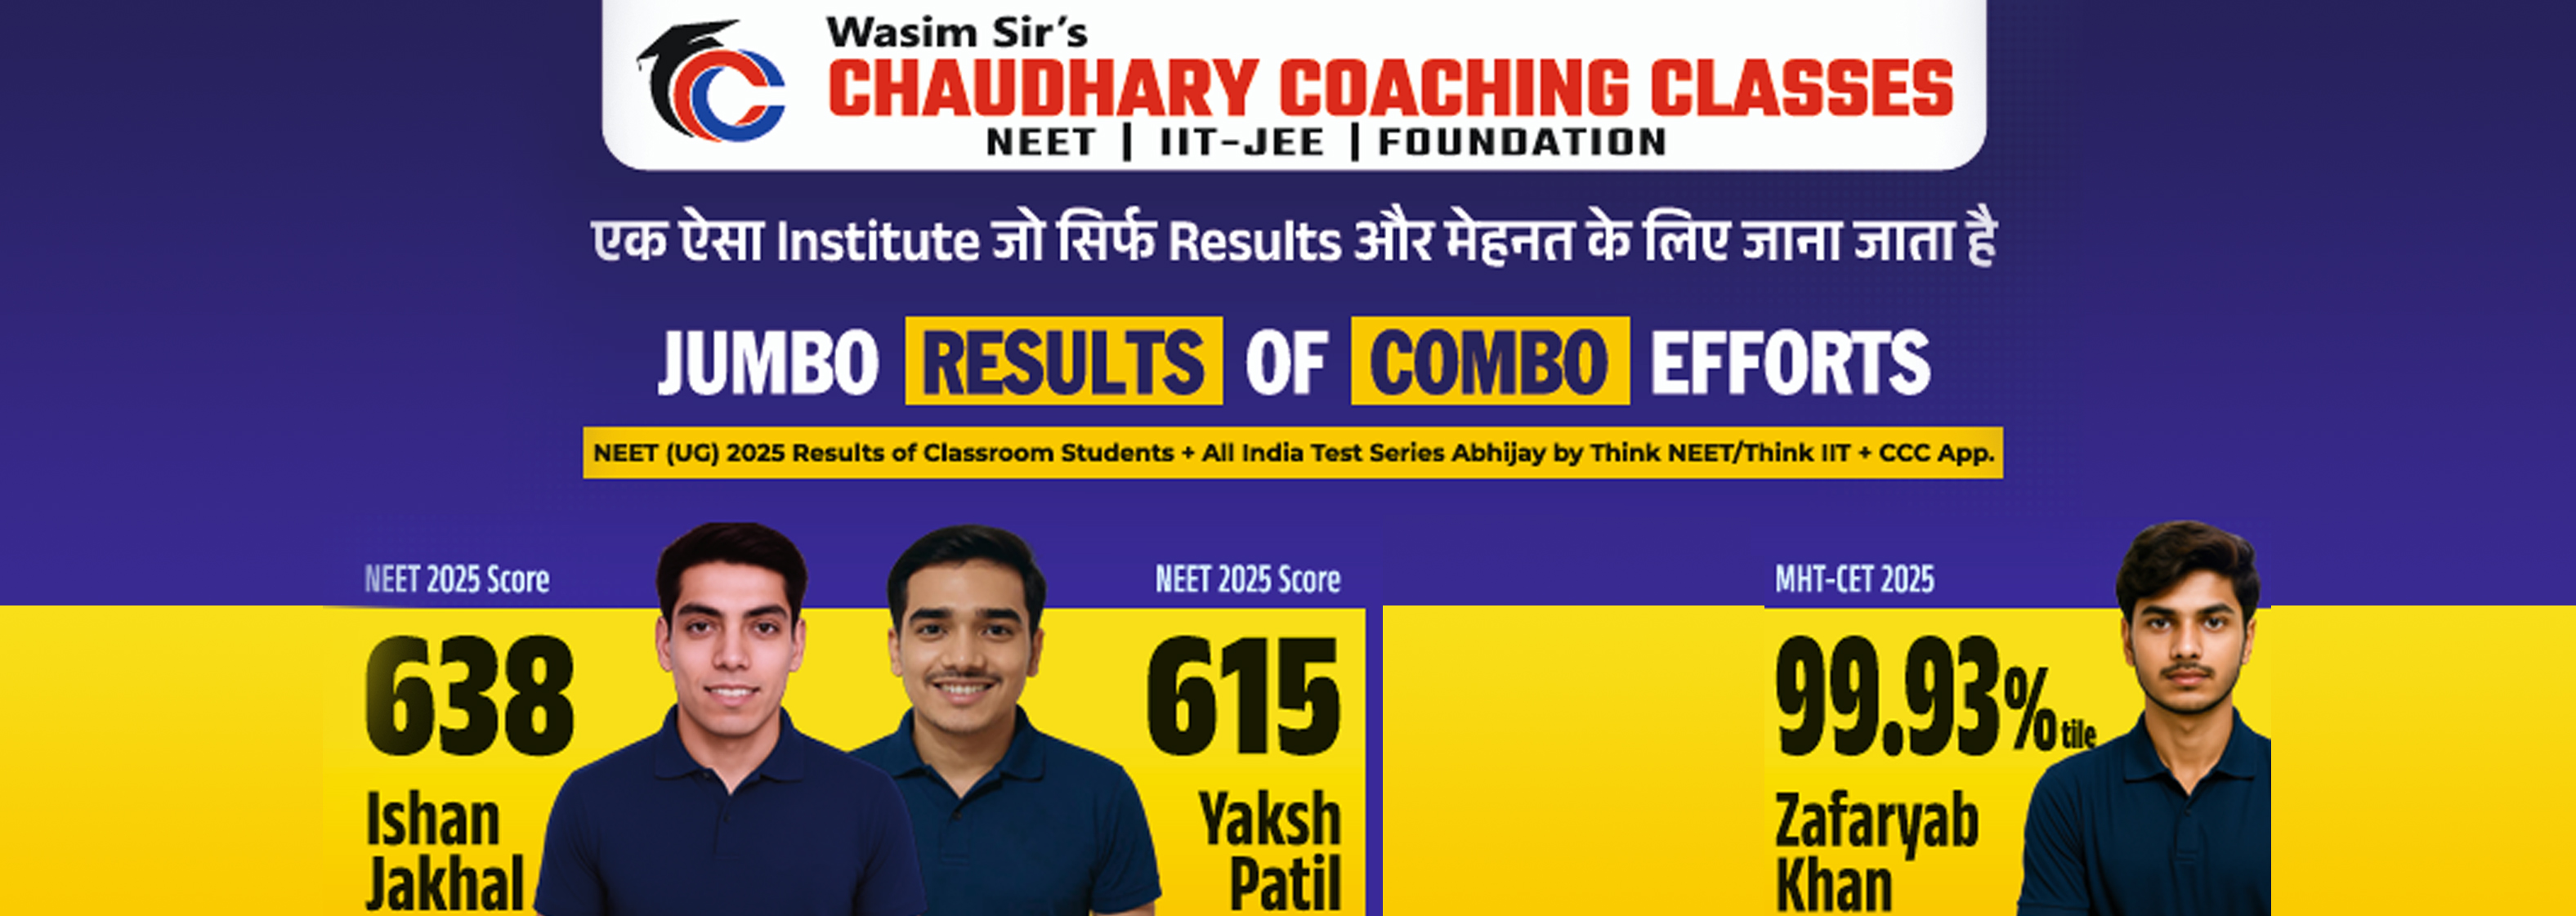 Wasim Sir's
CHAUDHARY COACHING CLASSES
NEET | IIT-JEE | FOUNDATION
एक ऐसा Institute जो सिर्फ Results और मेहनत के लिए जाना जाता है
JUMBO RESULTS OF COMBO EFFORTS
NEET (UG) 2025 Results of Classroom Students + All India Test Series Abhijay by Think NEET/Think IIT + CCC App.
NEET 2025 Score
638
Ishan
Jakhal
NEET 2025 Score
615
Yaksh
Patil
MHT-CET 2025
99.93%tile
Zafaryab
Khan